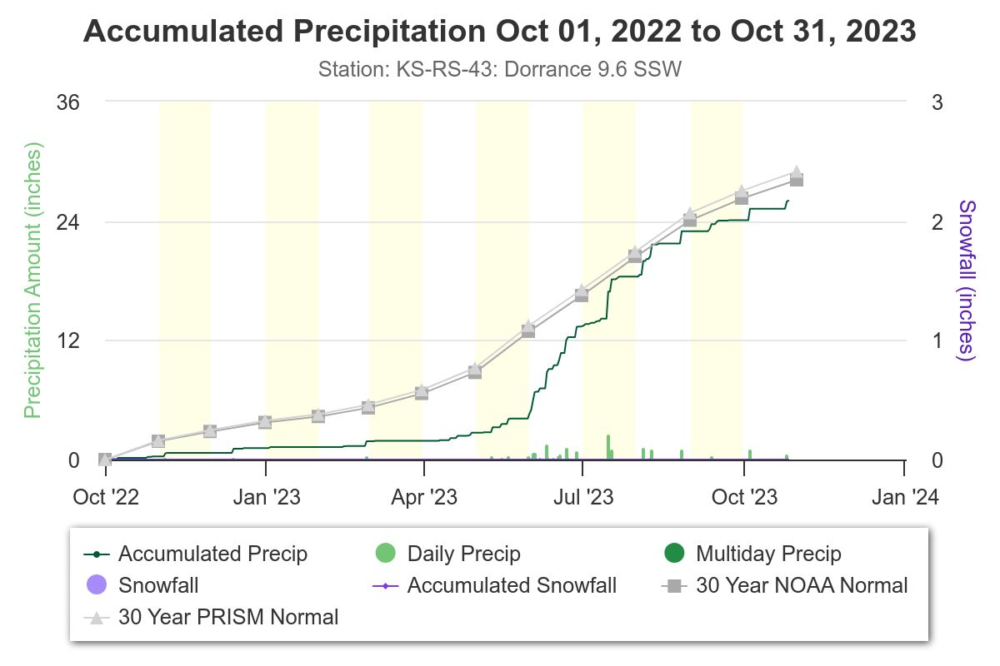 Accumulated Precipitation Oct 01, 2022 to Oct 31, 2023
Station: KS-RS-43: Dorrance 9.6 SSW
Precipitation Amount (inches)
36
24
12
0
3
2
1
0
Snowfall (inches)
Oct '22 Jan '23 Apr '23 Jul '23 Oct '23 Jan '24
Accumulated Precip Daily Precip Multiday Precip
Snowfall Accumulated Snowfall 30 Year NOAA Normal
30 Year PRISM Normal